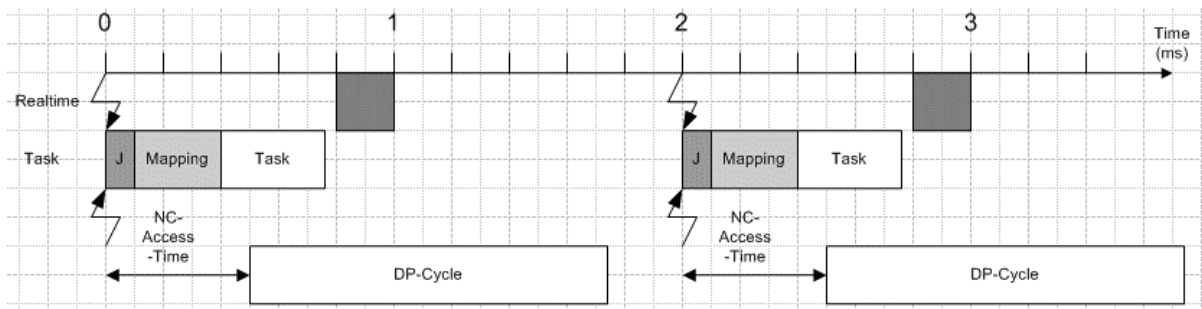 0 1 2 3
Time
(ms)
Realtime
Task J Mapping Task J Mapping Task
NC-
Access
-Time
NC-
Access
-Time
DP-Cycle DP-Cycle